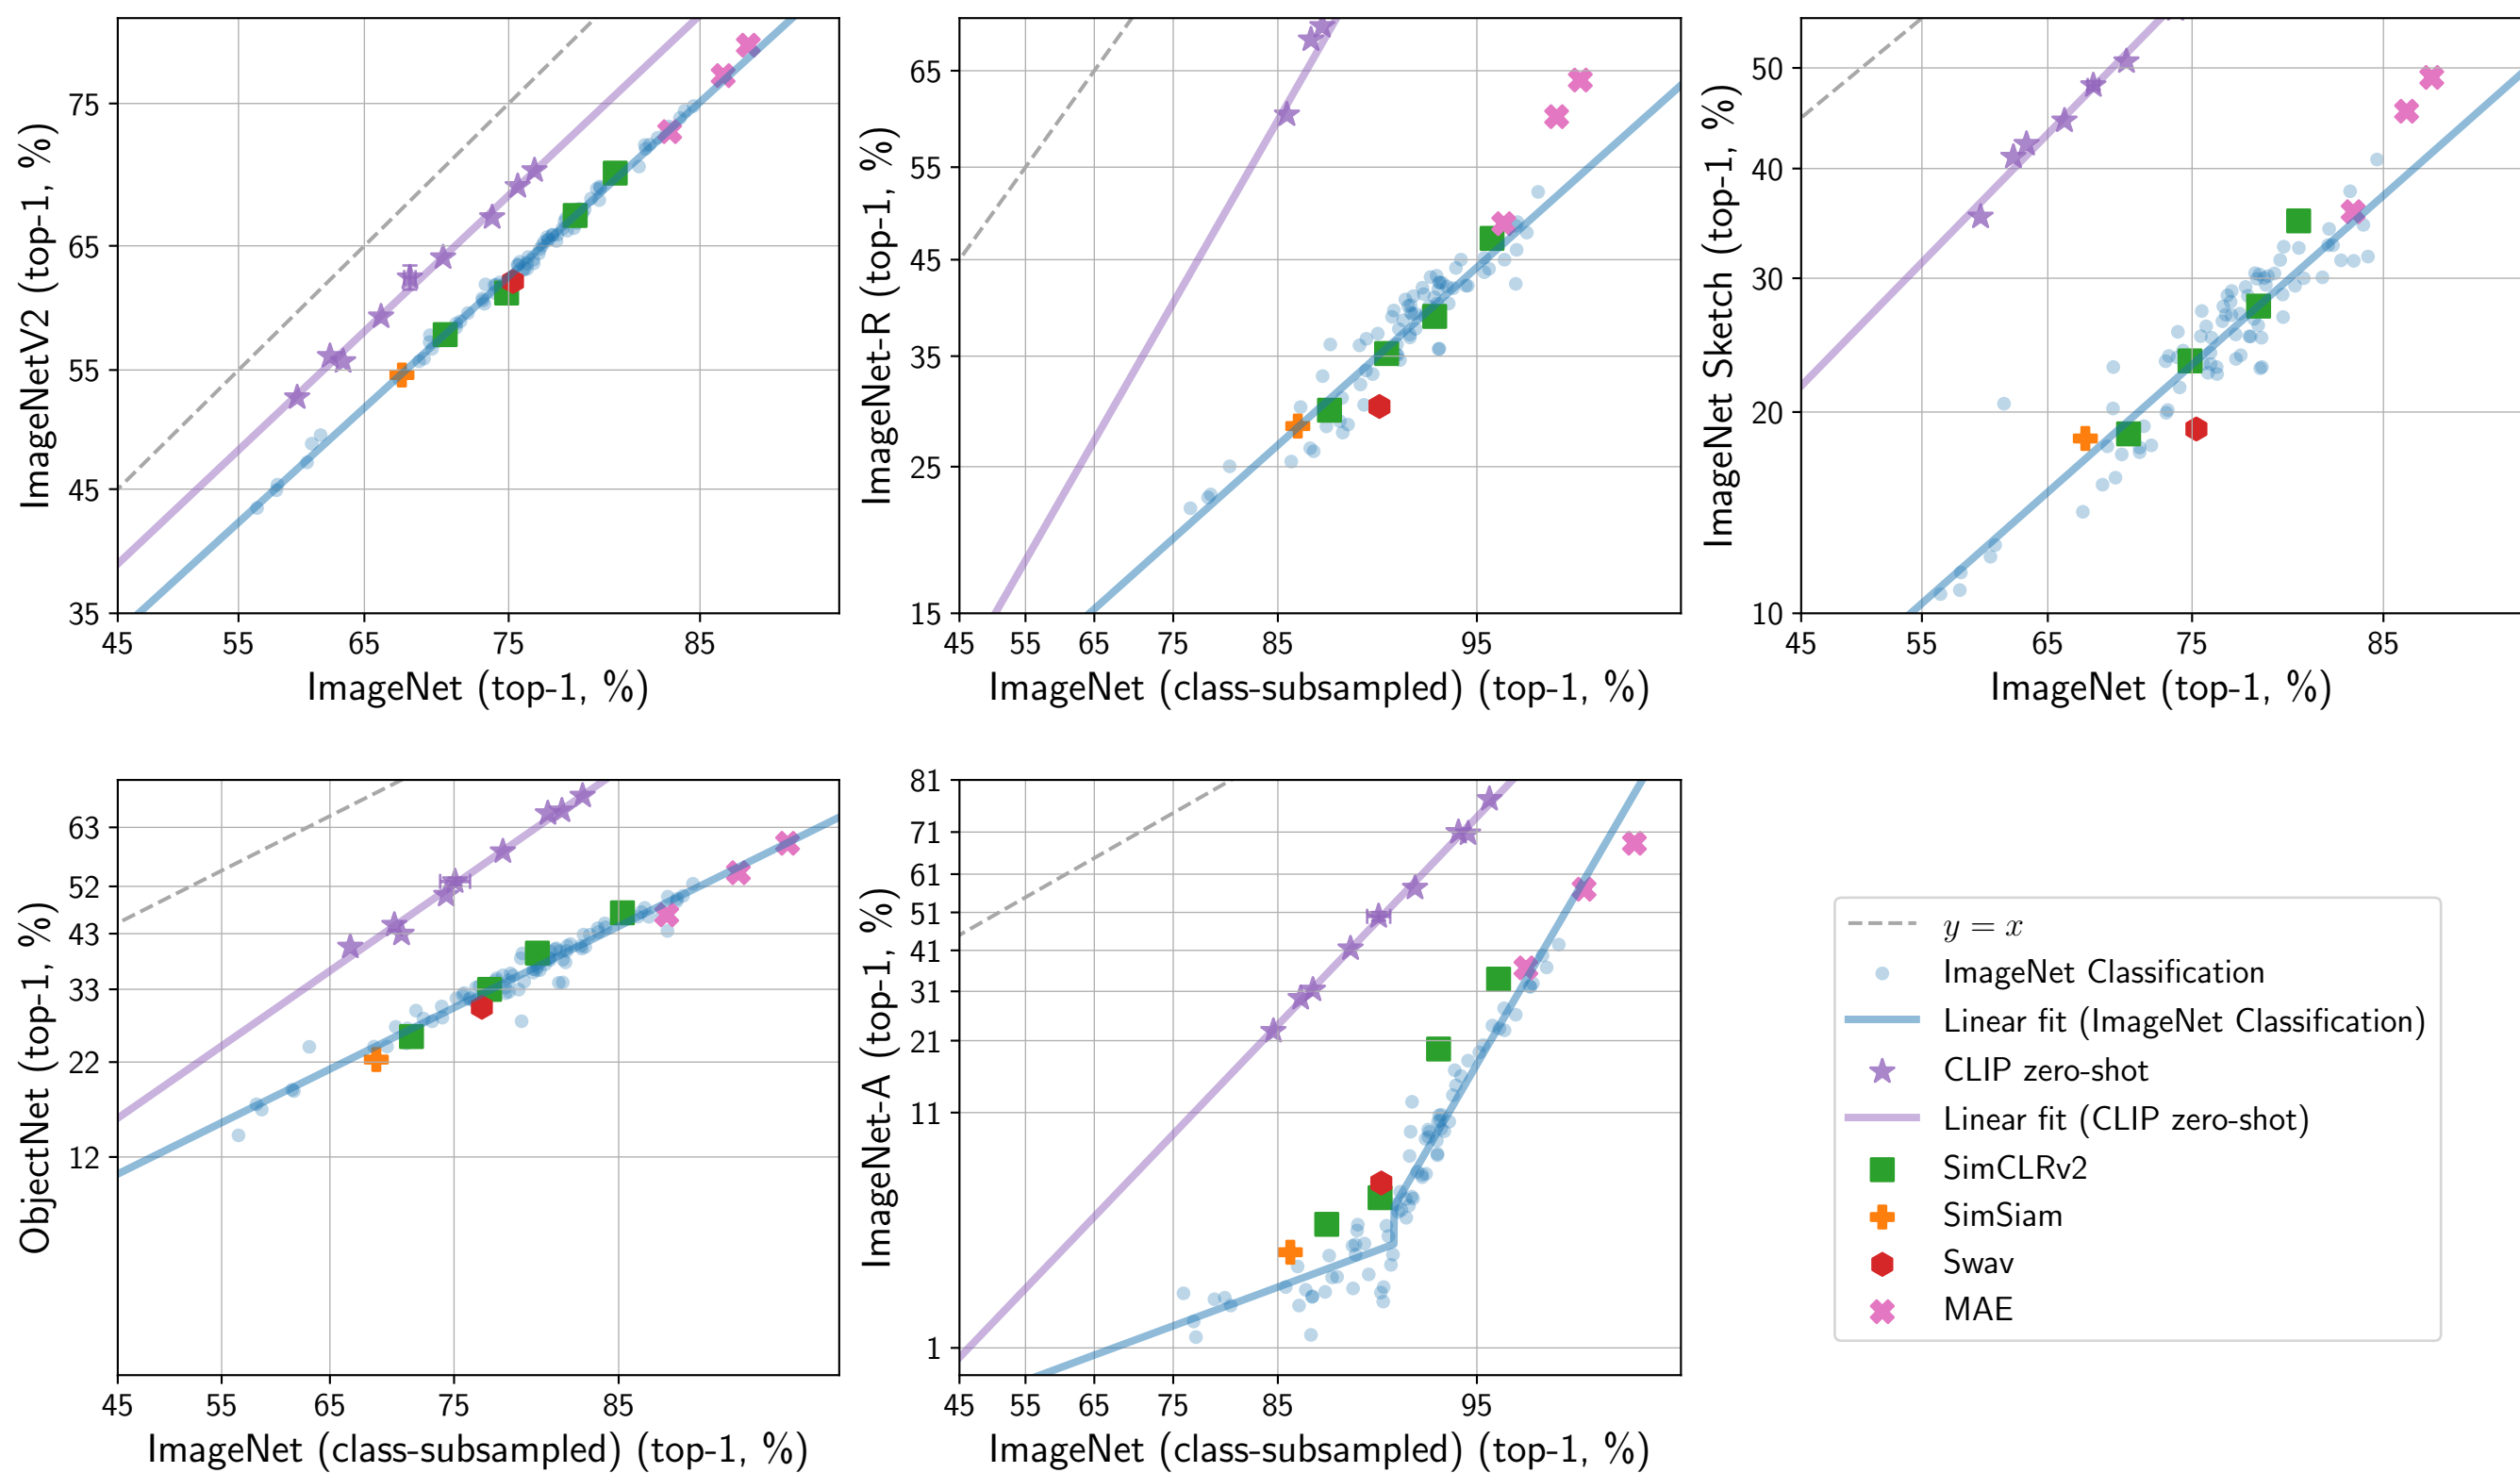 75
65
55
45
35
ImageNetV2 (top-1, %)
45 55 65 75 85
ImageNet (top-1, %)
65
55
45
35
25
15
ImageNet-R (top-1, %)
45 55 65 75 85 95
ImageNet (class-subsampled) (top-1, %)
50
40
30
20
10
ImageNet Sketch (top-1, %)
45 55 65 75 85
ImageNet (top-1, %)
63
52
43
33
22
12
ObjectNet (top-1, %)
45 55 65 75 85
ImageNet (class-subsampled) (top-1, %)
81
71
61
51
41
31
21
11
1
ImageNet-A (top-1, %)
45 55 65 75 85 95
ImageNet (class-subsampled) (top-1, %)
y = x
ImageNet Classification
Linear fit (ImageNet Classification)
CLIP zero-shot
Linear fit (CLIP zero-shot)
SimCLRv2
SimSiam
Swav
MAE